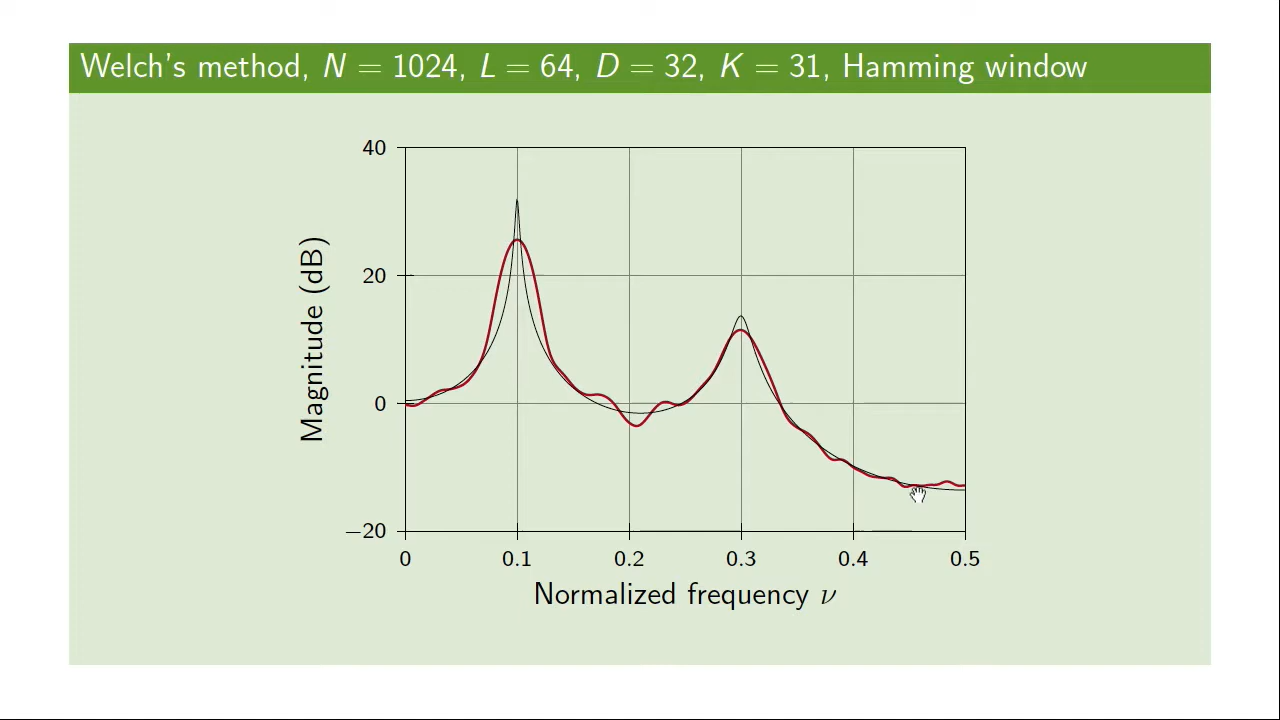 Welch's method, N = 1024, L = 64, D = 32, K = 31, Hamming window
40
20
0
−20
Magnitude (dB)
0 0.1 0.2 0.3 0.4 0.5
Normalized frequency ν